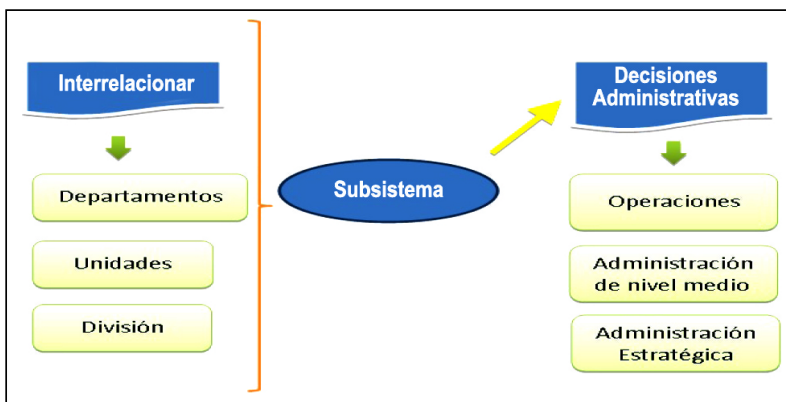 Interrelacionar
Departamentos
Unidades
División
Subsistema
Decisiones
Administrativas
Operaciones
Administración
de nivel medio
Administración
Estratégica